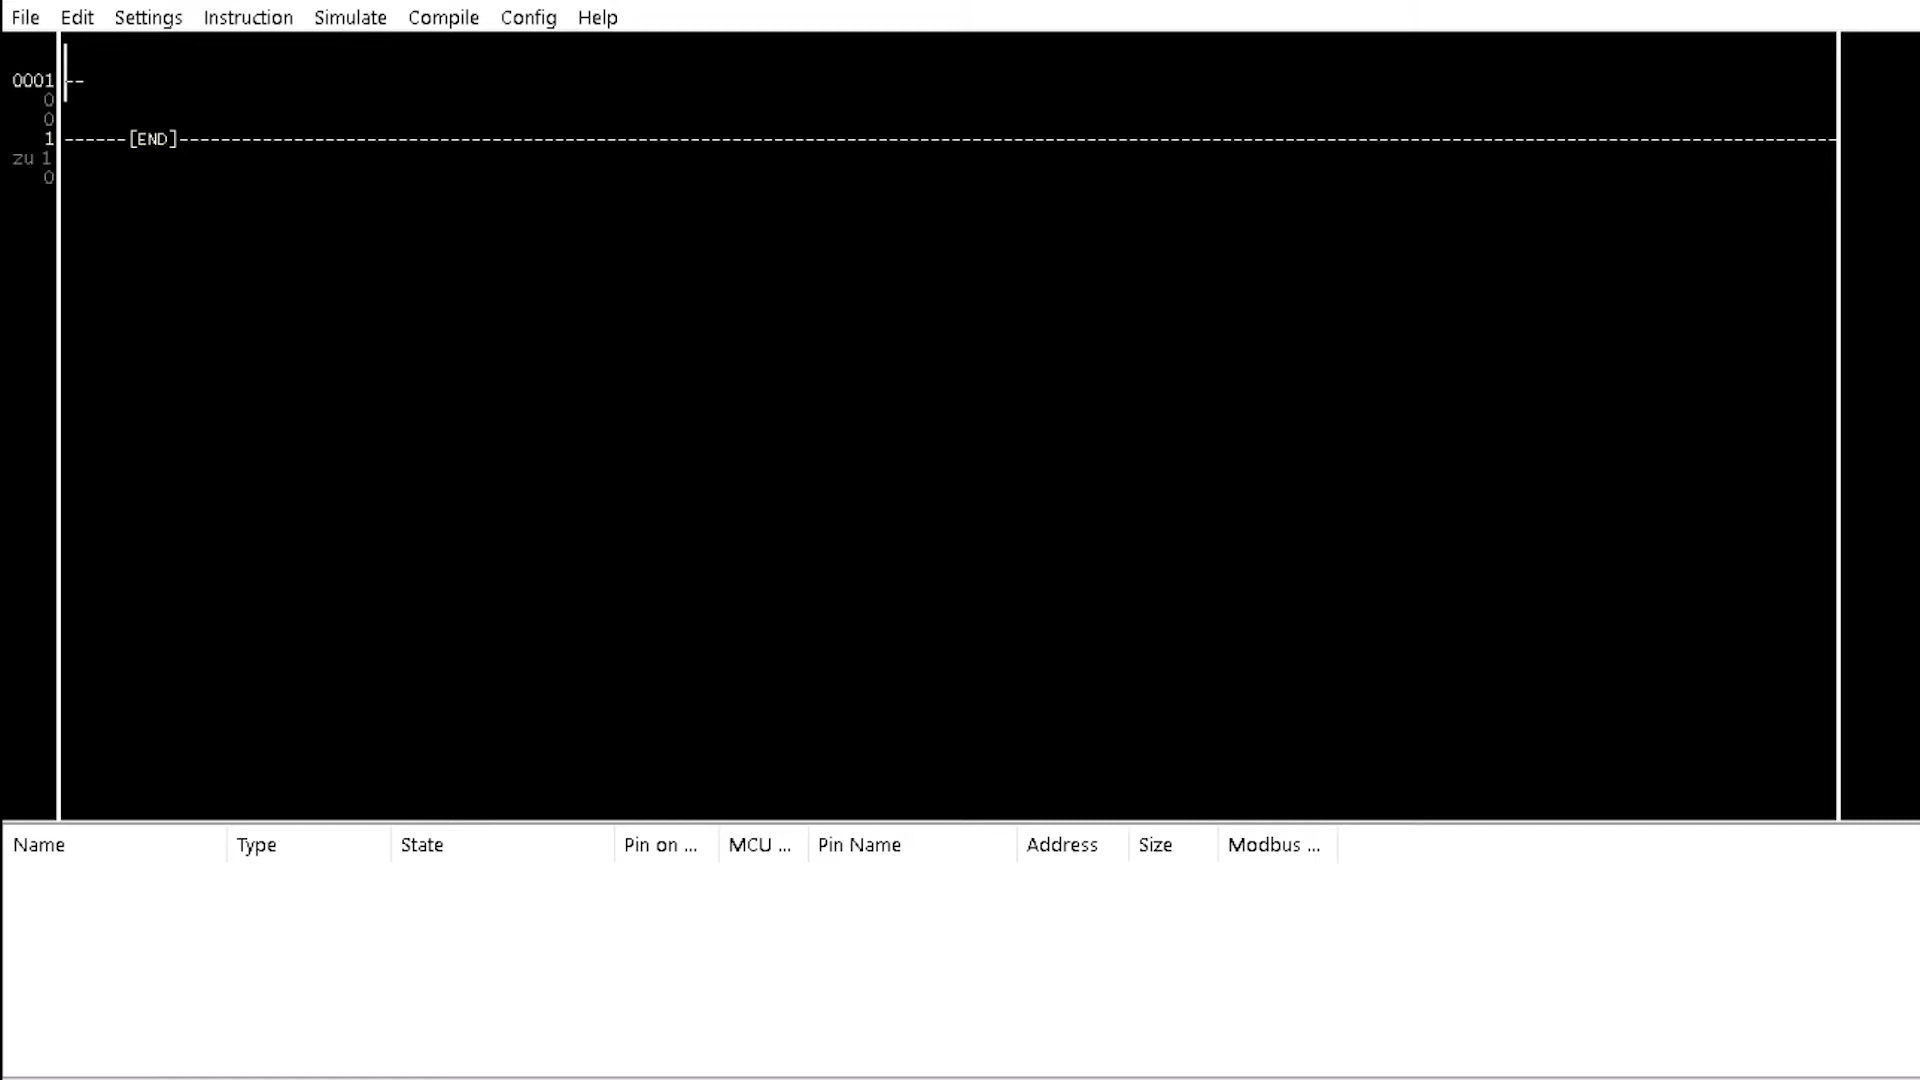 File Edit Settings Instruction Simulate Compile Config Help
0001
0
0
1 ------[END]------
zu 1
0
Name Type State Pin on ... MCU ... Pin Name Address Size Modbus ...